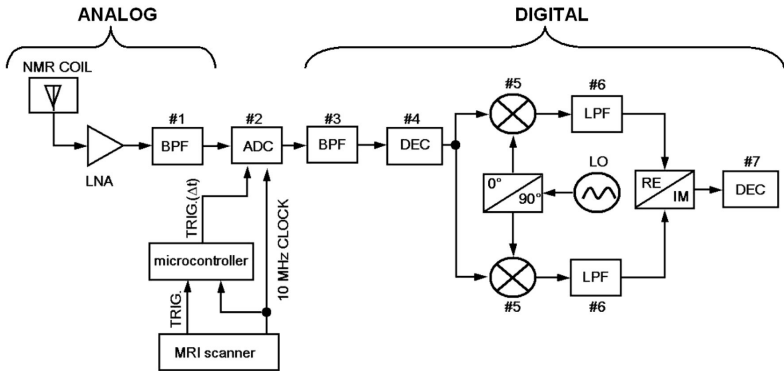 ANALOG
DIGITAL
NMR COIL
LNA
#1
BPF
#2
ADC
#3
BPF
#4
DEC
#5
#6
LPF
0°
90°
LO
RE
IM
#7
DEC
#5
LPF
#6
TRIG.(Δt)
10 MHz CLOCK
microcontroller
TRIG.
MRI scanner